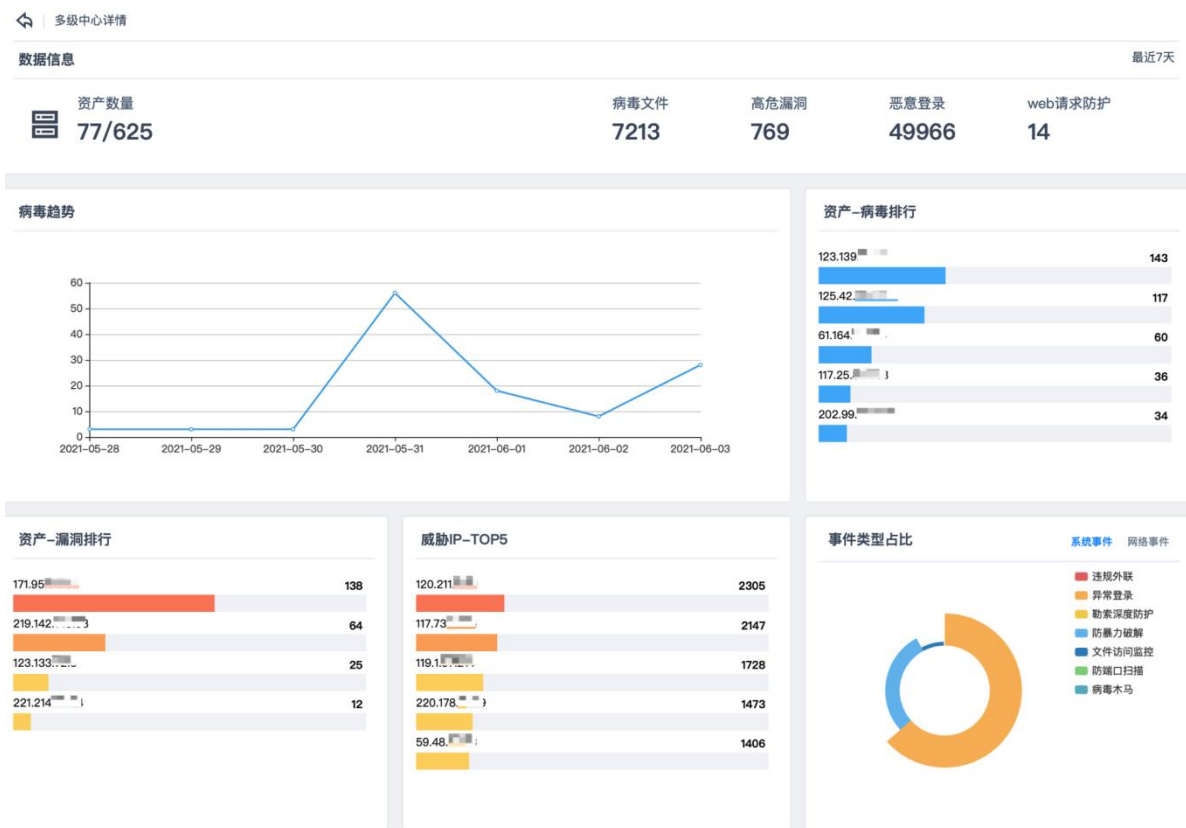 多级中心详情
数据信息
最近7天
资产数量
77/625
病毒文件
7213
高危漏洞
769
恶意登录
49966
web请求防护
14
病毒趋势
60
50
40
30
20
10
0
2021-05-28 2021-05-29 2021-05-30 2021-05-31 2021-06-01 2021-06-02 2021-06-03
资产-病毒排行
123.139 143
125.42. 117
61.164. 60
117.25. 36
202.99. 34
资产-漏洞排行
171.95 138
219.142 64
123.133 25
221.214 12
威胁IP-TOP5
120.211 2305
117.73 2147
119.1 1728
220.178 1473
59.48. 1406
事件类型占比
系统事件 网络事件
违规外联
异常登录
勒索深度防护
防暴力破解
文件访问监控
防端口扫描
病毒木马